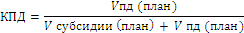 КПД = Vпд (план)
V субсидии (план) + V пд (план)